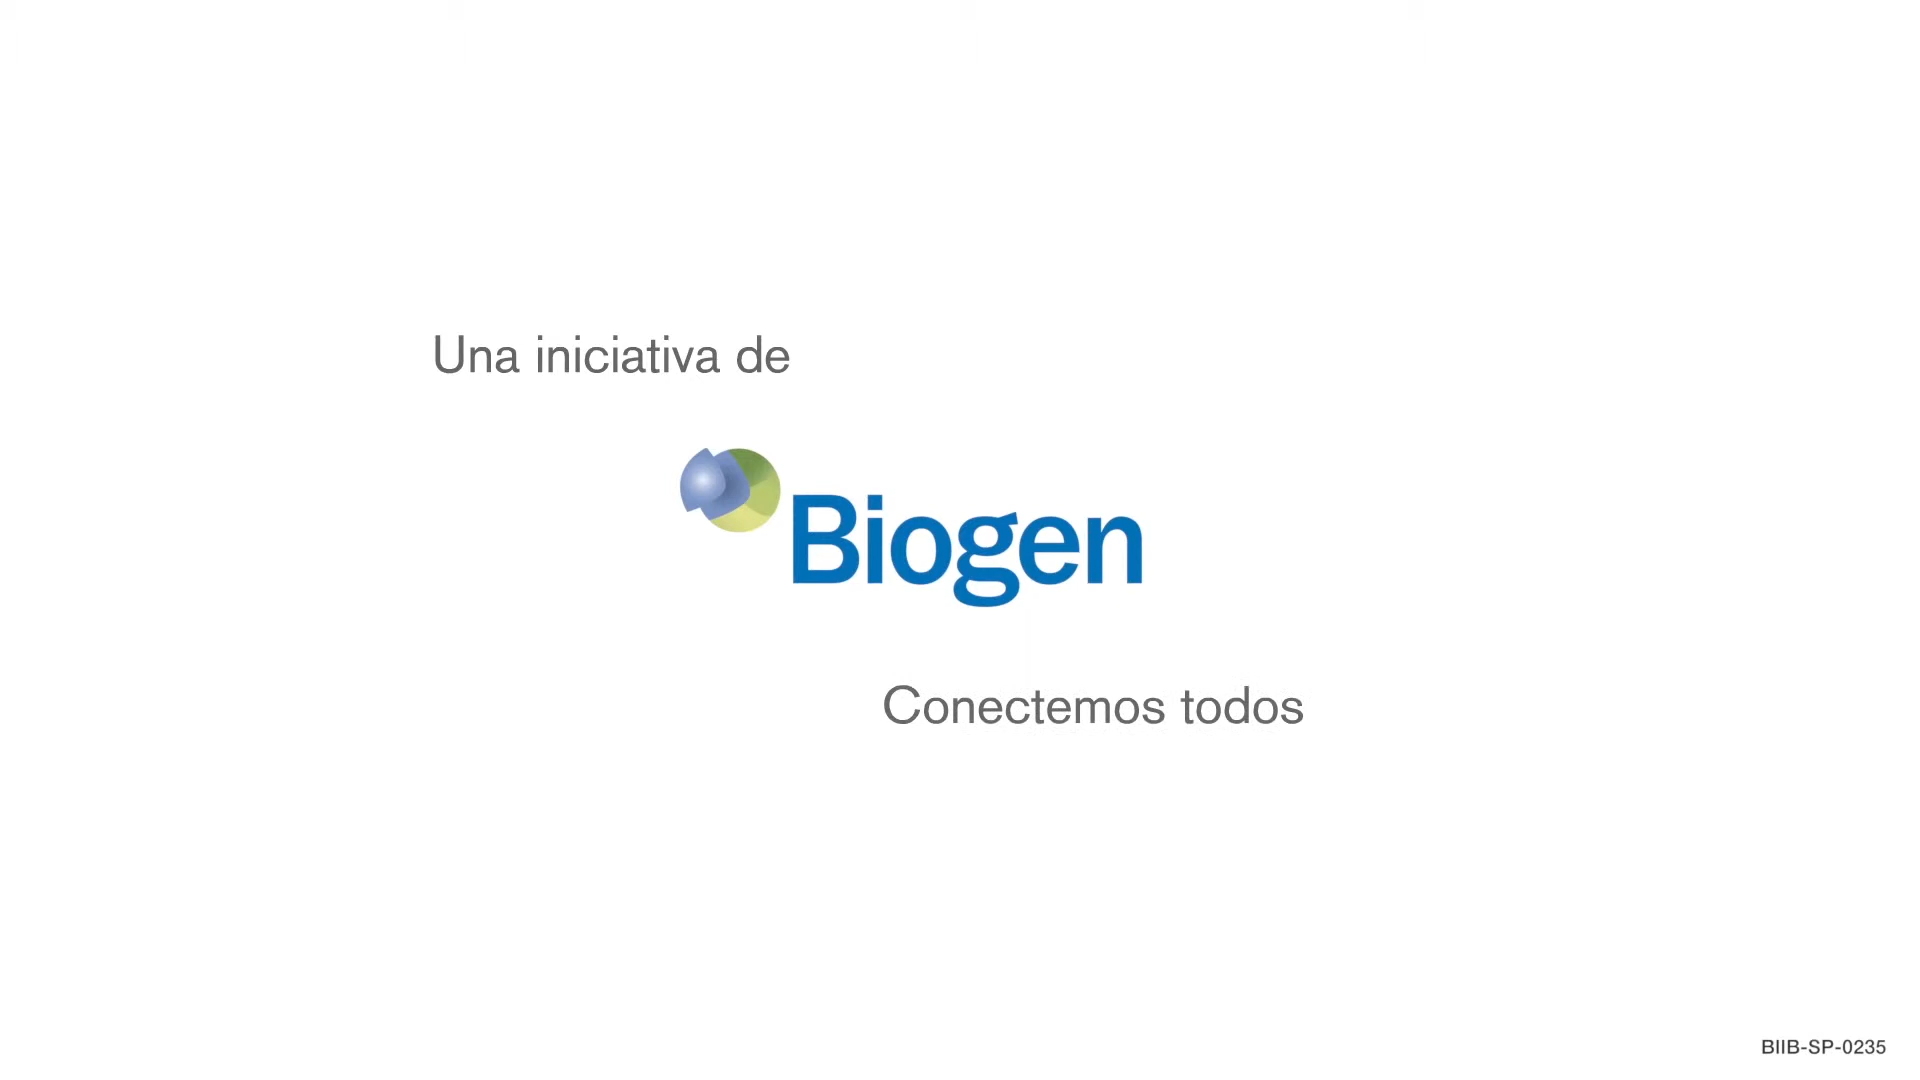 Una iniciativa de
Biogen
Conectemos todos
BIIB-SP-0235